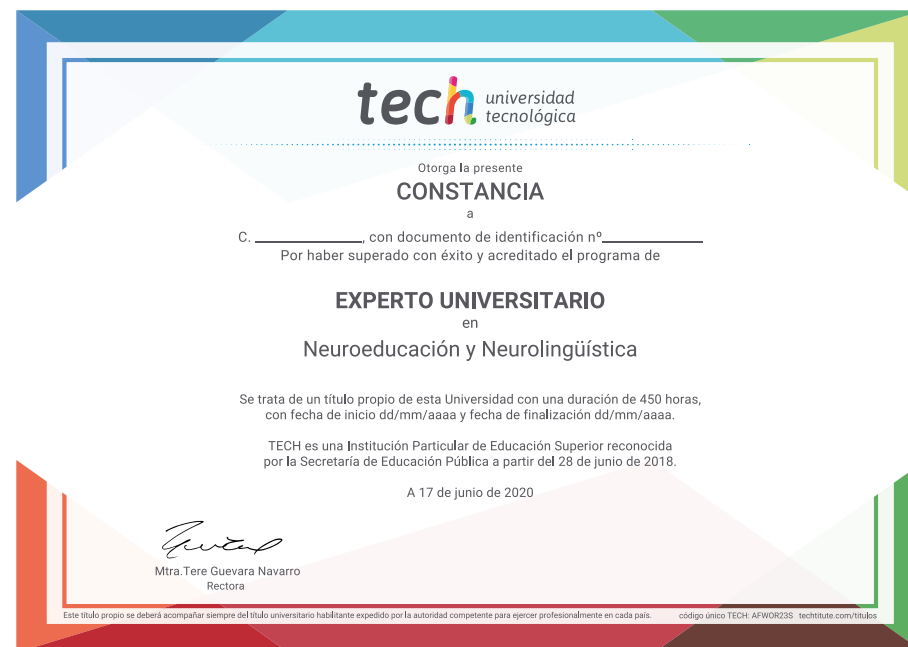 tech universidad
tecnológica
Otorga la presente
CONSTANCIA
a
C. ____________, con documento de identificación nº____________
Por haber superado con éxito y acreditado el programa de
EXPERTO UNIVERSITARIO
en
Neuroeducación y Neurolingüística
Se trata de un título propio de esta Universidad con una duración de 450 horas,
con fecha de inicio dd/mm/aaaa y fecha de finalización dd/mm/aaaa.
TECH es una Institución Particular de Educación Superior reconocida
por la Secretaría de Educación Pública a partir del 28 de junio de 2018.
A 17 de junio de 2020
Mtra.Tere Guevara Navarro
Rectora
Este título propio se deberá acompañar siempre del título universitario habilitante expedido por la autoridad competente para ejercer profesionalmente en cada país. código único TECH: AFWOR23S techtitute.com/titulos